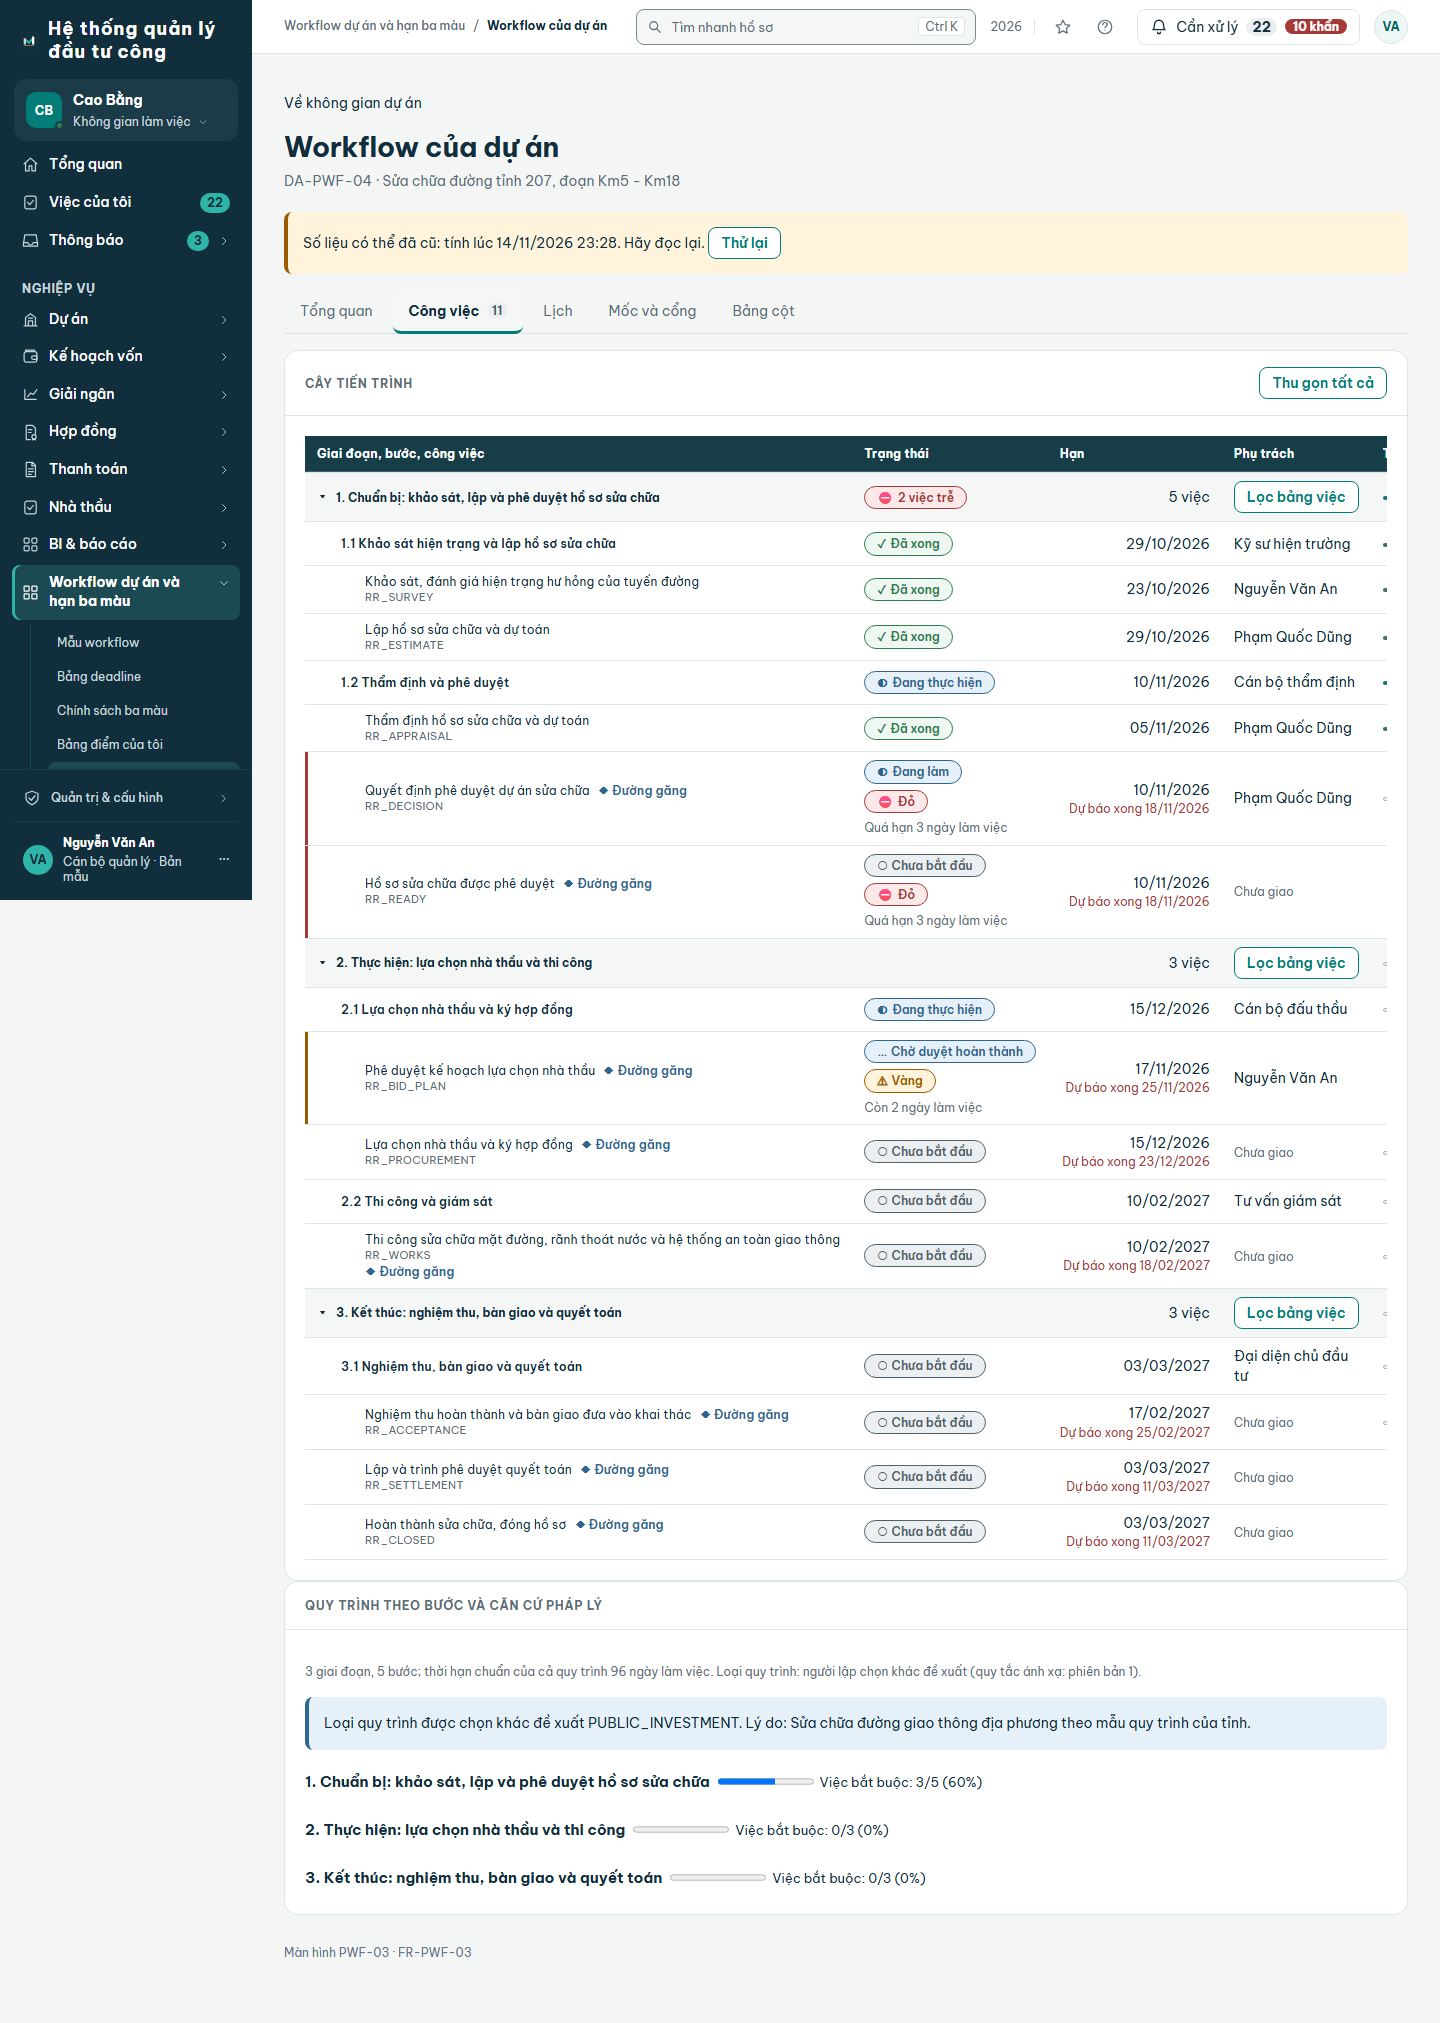 Hệ thống quản lý
đầu tư công
CB
Cao Bằng
Không gian làm việc
Tổng quan
Việc của tôi 22
Thông báo 3
NGHIỆP VỤ
Dự án
Kế hoạch vốn
Giải ngân
Hợp đồng
Thanh toán
Nhà thầu
BI & báo cáo
Workflow dự án và
hạn ba màu
Mẫu workflow
Bảng deadline
Chính sách ba màu
Bảng điểm của tôi
Quản trị & cấu hình
VA
Nguyễn Văn An
Cán bộ quản lý · Bản
mẫu
Workflow dự án và hạn ba màu / Workflow của dự án
Tìm nhanh hồ sơ Ctrl K
2026
Cần xử lý 22 10 khẩn
VA
Về không gian dự án
Workflow của dự án
DA-PWF-04 · Sửa chữa đường tỉnh 207, đoạn Km5 - Km18
Số liệu có thể đã cũ: tính lúc 14/11/2026 23:28. Hãy đọc lại. Thử lại
Tổng quan Công việc 11 Lịch Mốc và cổng Bảng cột
CÂY TIẾN TRÌNH Thu gọn tất cả
Giai đoạn, bước, công việc Trạng thái Hạn Phụ trách
1. Chuẩn bị: khảo sát, lập và phê duyệt hồ sơ sửa chữa ⛔ 2 việc trễ 5 việc Lọc bảng việc
1.1 Khảo sát hiện trạng và lập hồ sơ sửa chữa ✓ Đã xong 29/10/2026 Kỹ sư hiện trường
Khảo sát, đánh giá hiện trạng hư hỏng của tuyến đường ✓ Đã xong 23/10/2026 Nguyễn Văn An
RR_SURVEY
Lập hồ sơ sửa chữa và dự toán ✓ Đã xong 29/10/2026 Phạm Quốc Dũng
RR_ESTIMATE
1.2 Thẩm định và phê duyệt ◐ Đang thực hiện 10/11/2026 Cán bộ thẩm định
Thẩm định hồ sơ sửa chữa và dự toán ✓ Đã xong 05/11/2026 Phạm Quốc Dũng
RR_APPRAISAL
Quyết định phê duyệt dự án sửa chữa ◆ Đường găng ◐ Đang làm 10/11/2026 Phạm Quốc Dũng
RR_DECISION ⛔ Đỏ Dự báo xong 18/11/2026
Quá hạn 3 ngày làm việc
Hồ sơ sửa chữa được phê duyệt ◆ Đường găng ○ Chưa bắt đầu 10/11/2026 Chưa giao
RR_READY ⛔ Đỏ Dự báo xong 18/11/2026
Quá hạn 3 ngày làm việc
2. Thực hiện: lựa chọn nhà thầu và thi công 3 việc Lọc bảng việc
2.1 Lựa chọn nhà thầu và ký hợp đồng ◐ Đang thực hiện 15/12/2026 Cán bộ đấu thầu
Phê duyệt kế hoạch lựa chọn nhà thầu ◆ Đường găng … Chờ duyệt hoàn thành 17/11/2026 Nguyễn Văn An
RR_BID_PLAN ⚠ Vàng Dự báo xong 25/11/2026
Còn 2 ngày làm việc
Lựa chọn nhà thầu và ký hợp đồng ◆ Đường găng ○ Chưa bắt đầu 15/12/2026 Chưa giao
RR_PROCUREMENT Dự báo xong 23/12/2026
2.2 Thi công và giám sát ○ Chưa bắt đầu 10/02/2027 Tư vấn giám sát
Thi công sửa chữa mặt đường, rãnh thoát nước và hệ thống an toàn giao thông ○ Chưa bắt đầu 10/02/2027 Chưa giao
RR_WORKS Dự báo xong 18/02/2027
◆ Đường găng
3. Kết thúc: nghiệm thu, bàn giao và quyết toán 3 việc Lọc bảng việc
3.1 Nghiệm thu, bàn giao và quyết toán ○ Chưa bắt đầu 03/03/2027 Đại diện chủ đầu
tư
Nghiệm thu hoàn thành và bàn giao đưa vào khai thác ◆ Đường găng ○ Chưa bắt đầu 17/02/2027 Chưa giao
RR_ACCEPTANCE Dự báo xong 25/02/2027
Lập và trình phê duyệt quyết toán ◆ Đường găng ○ Chưa bắt đầu 03/03/2027 Chưa giao
RR_SETTLEMENT Dự báo xong 11/03/2027
Hoàn thành sửa chữa, đóng hồ sơ ◆ Đường găng ○ Chưa bắt đầu 03/03/2027 Chưa giao
RR_CLOSED Dự báo xong 11/03/2027
QUY TRÌNH THEO BƯỚC VÀ CĂN CỨ PHÁP LÝ
3 giai đoạn, 5 bước; thời hạn chuẩn của cả quy trình 96 ngày làm việc. Loại quy trình: người lập chọn khác đề xuất (quy tắc ánh xạ: phiên bản 1).
Loại quy trình được chọn khác đề xuất PUBLIC_INVESTMENT. Lý do: Sửa chữa đường giao thông địa phương theo mẫu quy trình của tỉnh.
1. Chuẩn bị: khảo sát, lập và phê duyệt hồ sơ sửa chữa Việc bắt buộc: 3/5 (60%)
2. Thực hiện: lựa chọn nhà thầu và thi công Việc bắt buộc: 0/3 (0%)
3. Kết thúc: nghiệm thu, bàn giao và quyết toán Việc bắt buộc: 0/3 (0%)
Màn hình PWF-03 · FR-PWF-03